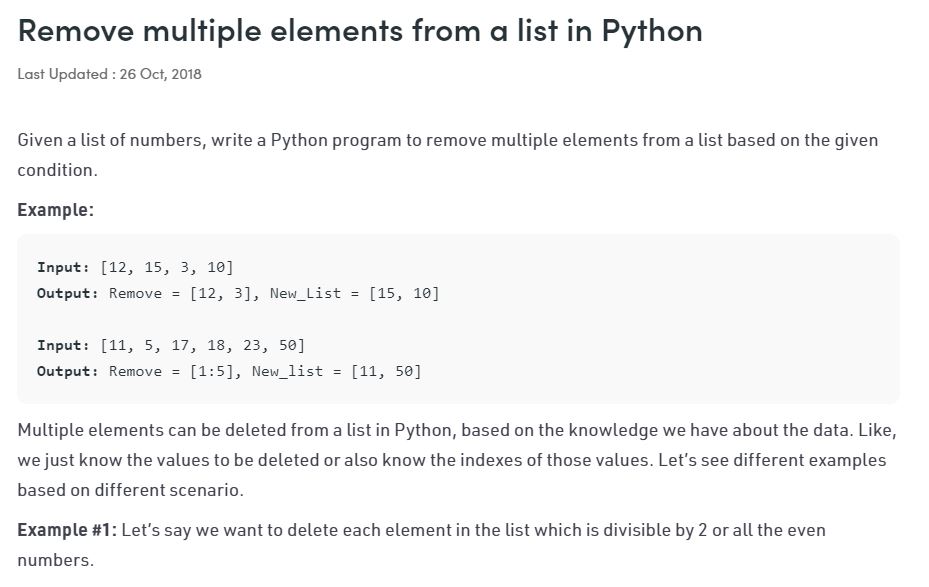 Remove multiple elements from a list in Python
Last Updated : 26 Oct, 2018
Given a list of numbers, write a Python program to remove multiple elements from a list based on the given
condition.
Example:
Input: [12, 15, 3, 10]
Output: Remove = [12, 3], New_List = [15, 10]
Input: [11, 5, 17, 18, 23, 50]
Output: Remove = [1:5], New_list = [11, 50]
Multiple elements can be deleted from a list in Python, based on the knowledge we have about the data. Like,
we just know the values to be deleted or also know the indexes of those values. Let’s see different examples
based on different scenario.
Example #1: Let’s say we want to delete each element in the list which is divisible by 2 or all the even
numbers.